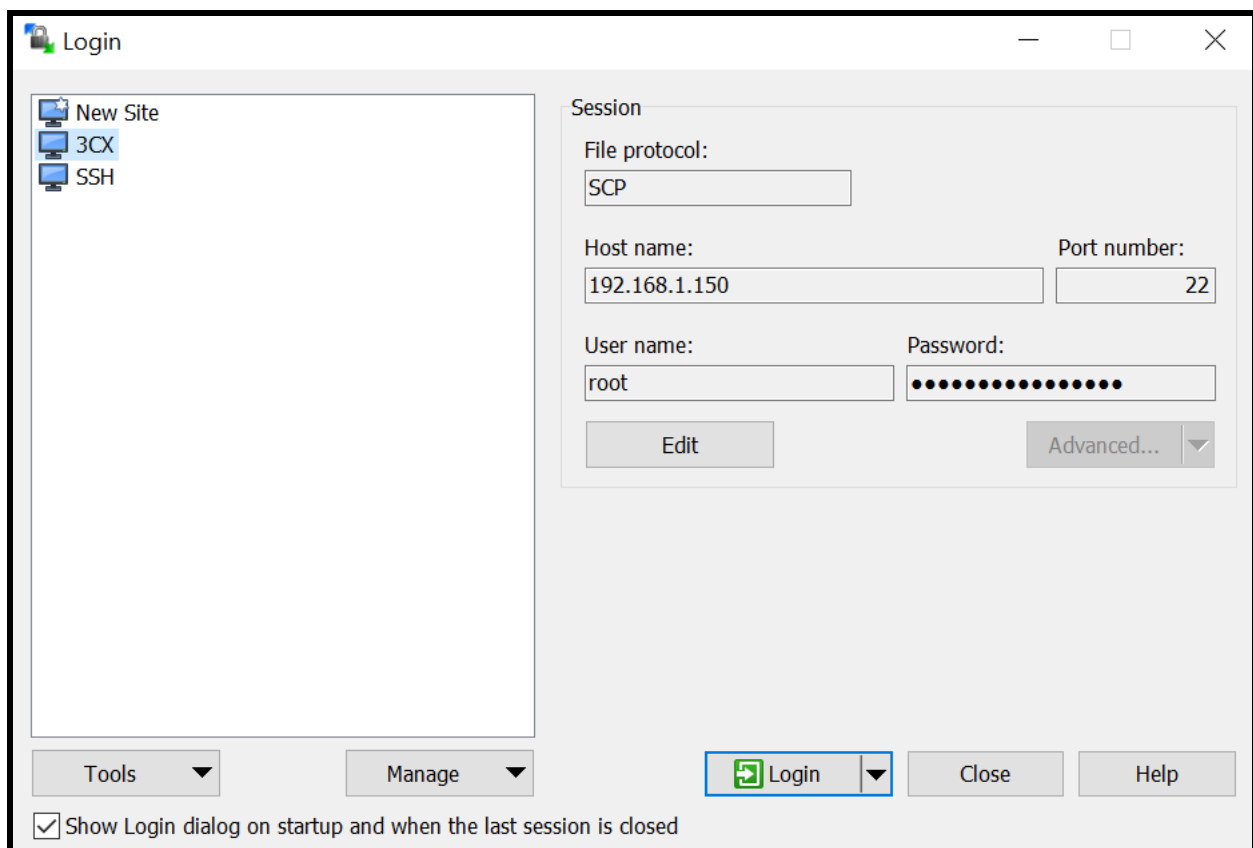 Login
New Site
3CX
SSH
Session
File protocol:
SCP
Host name: Port number:
192.168.1.150 22
User name: Password:
root ●●●●●●●●●●●●●●●●
Edit Advanced...
Tools Manage Login Close Help
Show Login dialog on startup and when the last session is closed